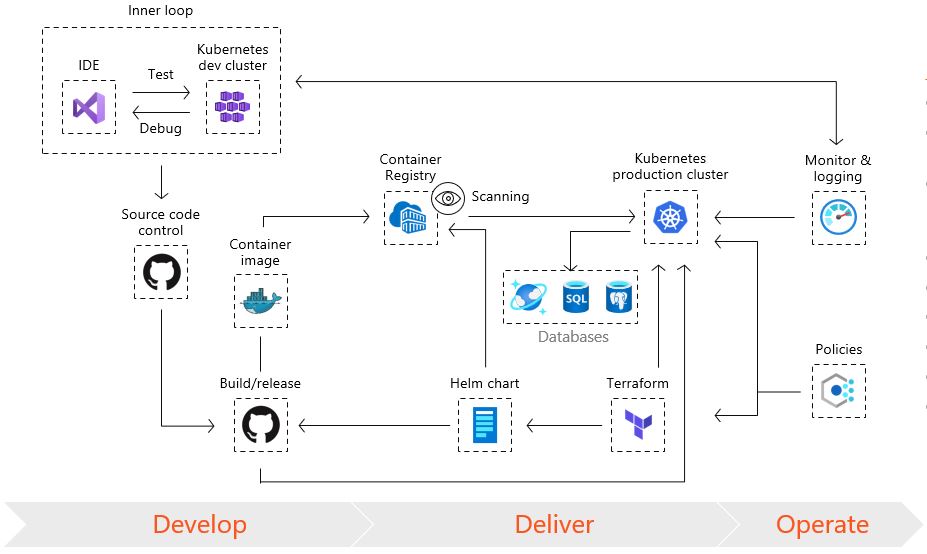 Inner loop
IDE
Test
Debug
Kubernetes
dev cluster
Source code
control
Container
image
Container
Registry
Scanning
Kubernetes
production cluster
Monitor &
logging
SQL
Databases
Policies
Build/release
Helm chart
Terraform
Develop
Deliver
Operate